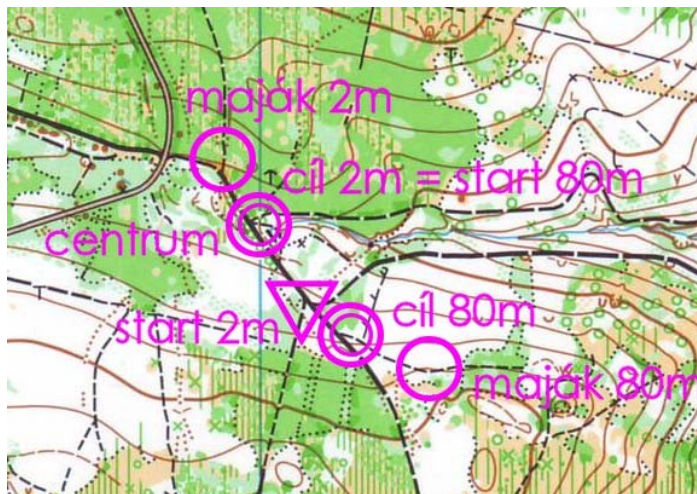 maják 2m
cíl 2m = start 80m
centrum
start 2m
cíl 80m
maják 80m